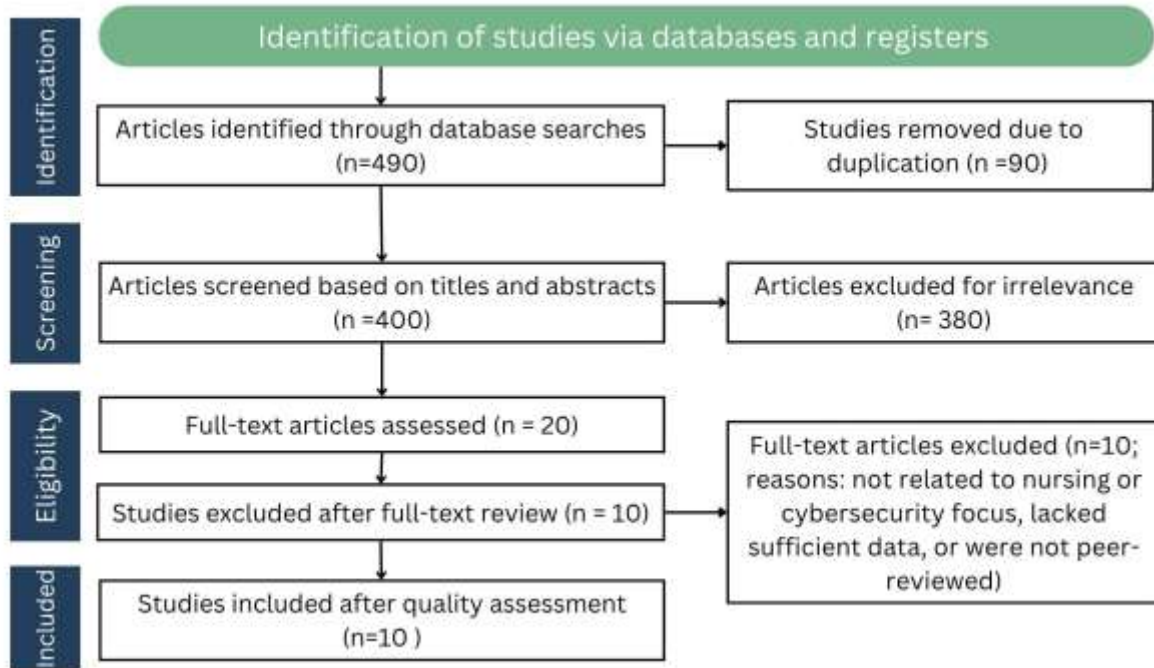 Identification of studies via databases and registers
Identification
Articles identified through database searches
(n=490)
Studies removed due to
duplication (n =90)
Screening
Articles screened based on titles and abstracts
(n =400)
Articles excluded for irrelevance
(n= 380)
Eligibility
Full-text articles assessed (n = 20)
Studies excluded after full-text review (n = 10)
Full-text articles excluded (n=10;
reasons: not related to nursing or
cybersecurity focus, lacked
sufficient data, or were not peer-
reviewed)
Included
Studies included after quality assessment
(n=10 )